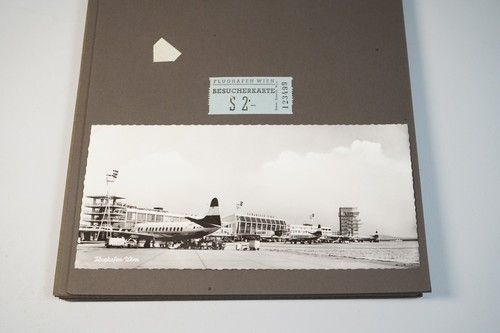 FLUGHAFEN WIEN
BESUCHERKARTE
S 2·-
123499
Flughafen Wien